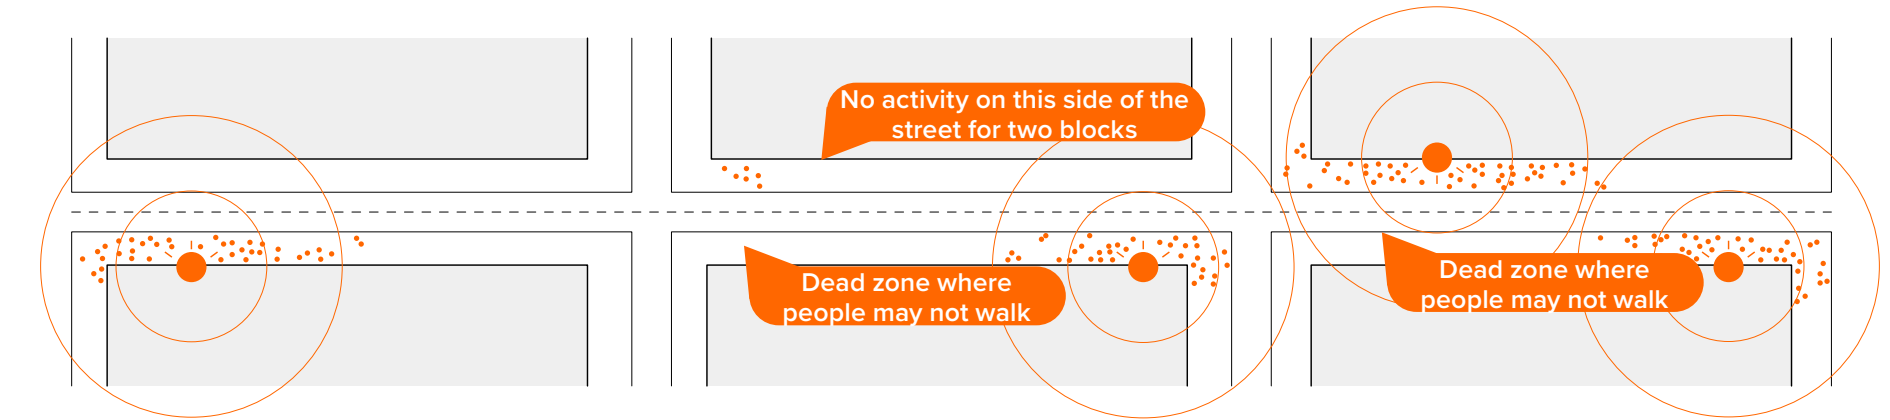 No activity on this side of the
street for two blocks
Dead zone where
people may not walk
Dead zone where
people may not walk